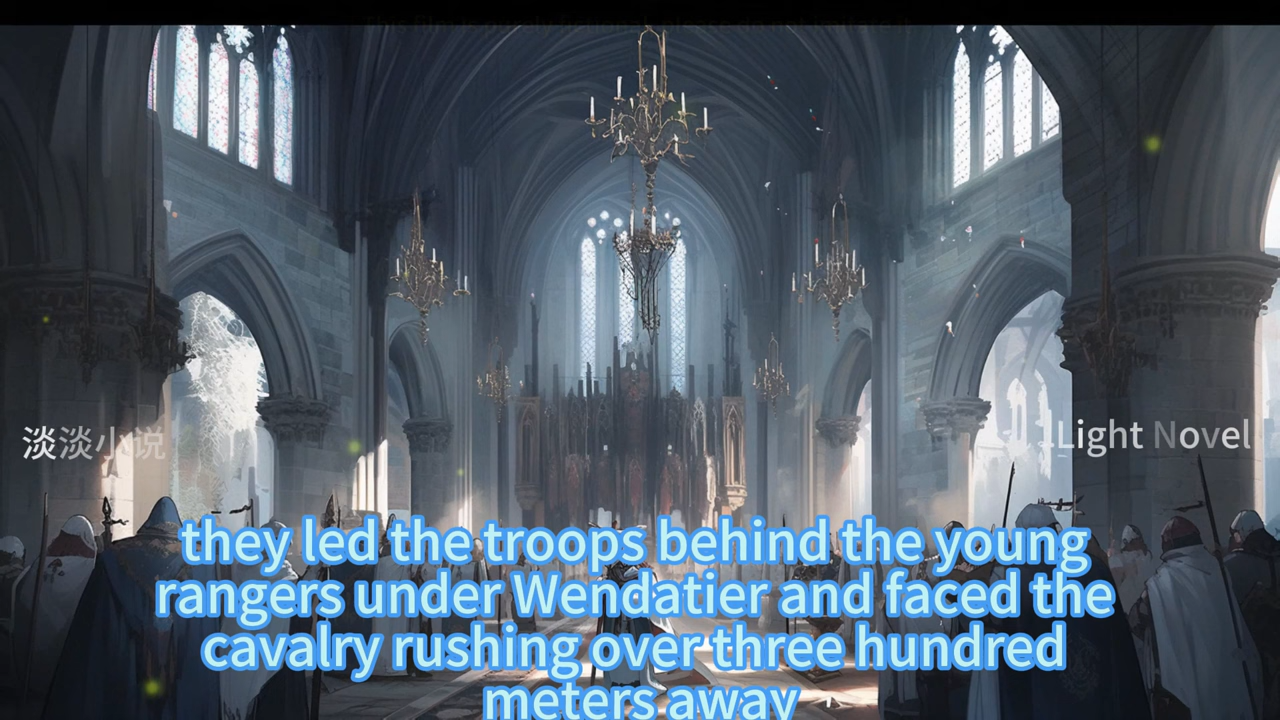 淡淡小说
Light Novel
they led the troops behind the young
rangers under Wendatier and faced the
cavalry rushing over three hundred
meters away